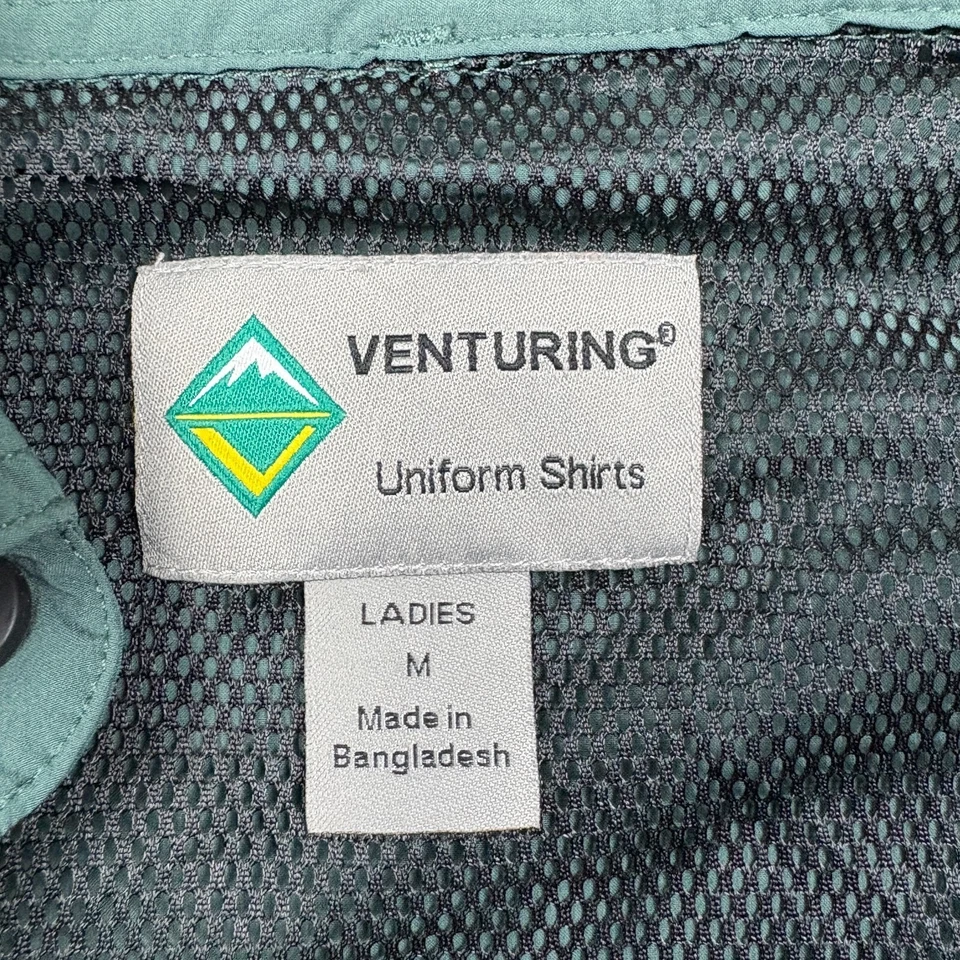 VENTURING®
Uniform Shirts
LADIES
M
Made in
Bangladesh